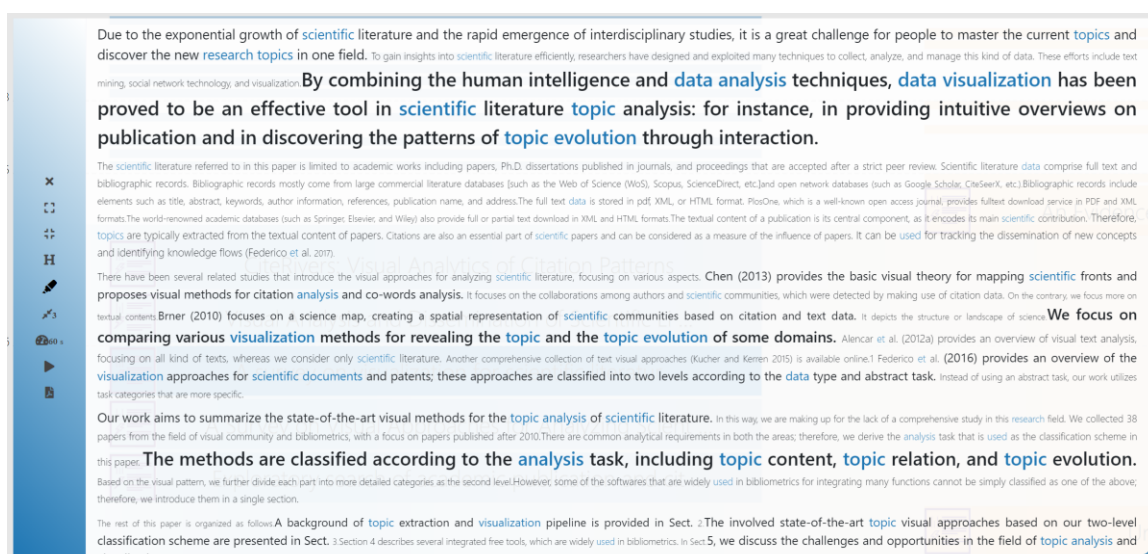 Due to the exponential growth of scientific literature and the rapid emergence of interdisciplinary studies, it is a great challenge for people to master the current topics and
discover the new research topics in one field. To gain insights into scientific literature efficiently, researchers have designed and exploited many techniques to collect, analyze, and manage this kind of data. These efforts include text
mining, social network technology, and visualization.By combining the human intelligence and data analysis techniques, data visualization has been
proved to be an effective tool in scientific literature topic analysis: for instance, in providing intuitive overviews on
publication and in discovering the patterns of topic evolution through interaction.
The scientific literature referred to in this paper is limited to academic works including papers, Ph.D. dissertations published in journals, and proceedings that are accepted after a strict peer review. Scientific literature data comprise full text and
bibliographic records. Bibliographic records mostly come from large commercial literature databases [such as the Web of Science (WoS), Scopus, ScienceDirect, etc.]and open network databases (such as Google Scholar, CiteSeerX, etc.).Bibliographic records include
elements such as title, abstract, keywords, author information, references, publication name, and address.The full text data is stored in pdf, XML, or HTML format. PlosOne, which is a well-known open access journal, provides fulltext download service in PDF and XML
formats.The world-renowned academic databases (such as Springer, Elsevier, and Wiley) also provide full or partial text download in XML and HTML formats.The textual content of a publication is its central component, as it encodes its main scientific contribution. Therefore,
topics are typically extracted from the textual content of papers. Citations are also an essential part of scientific papers and can be considered as a measure of the influence of papers. It can be used for tracking the dissemination of new concepts
and identifying knowledge flows (Federico et al. 2017).
CiteRivers: Visual Analytics of Citation Patterns
There have been several related studies that introduce the visual approaches for analyzing scientific literature, focusing on various aspects. Chen (2013) provides the basic visual theory for mapping scientific fronts and
proposes visual methods for citation analysis and co-words analysis. It focuses on the collaborations among authors and scientific communities, which were detected by making use of citation data. On the contrary, we focus more on
textual contents.Brner (2010) focuses on a science map, creating a spatial representation of scientific communities based on citation and text data. It depicts the structure or landscape of science.We focus on
comparing various visualization methods for revealing the topic and the topic evolution of some domains. Alencar et al. (2012a) provides an overview of visual text analysis,
focusing on all kind of texts, whereas we consider only scientific literature. Another comprehensive collection of text visual approaches (Kucher and Kerren 2015) is available online.1 Federico et al. (2016) provides an overview of the
visualization approaches for scientific documents and patents; these approaches are classified into two levels according to the data type and abstract task. Instead of using an abstract task, our work utilizes
task categories that are more specific.
Our work aims to summarize the state-of-the-art visual methods for the topic analysis of scientific literature. In this way, we are making up for the lack of a comprehensive study in this research field. We collected 38
papers from the field of visual community and bibliometrics, with a focus on papers published after 2010.There are common analytical requirements in both the areas; therefore, we derive the analysis task that is used as the classification scheme in
this paper. The methods are classified according to the analysis task, including topic content, topic relation, and topic evolution.
Based on the visual pattern, we further divide each part into more detailed categories as the second level.However, some of the softwares that are widely used in bibliometrics for integrating many functions cannot be simply classified as one of the above;
therefore, we introduce them in a single section.
The rest of this paper is organized as follows.A background of topic extraction and visualization pipeline is provided in Sect. 2.The involved state-of-the-art topic visual approaches based on our two-level
classification scheme are presented in Sect. 3.Section 4 describes several integrated free tools, which are widely used in bibliometrics. In Sect.5, we discuss the challenges and opportunities in the field of topic analysis and
H
3
60 s